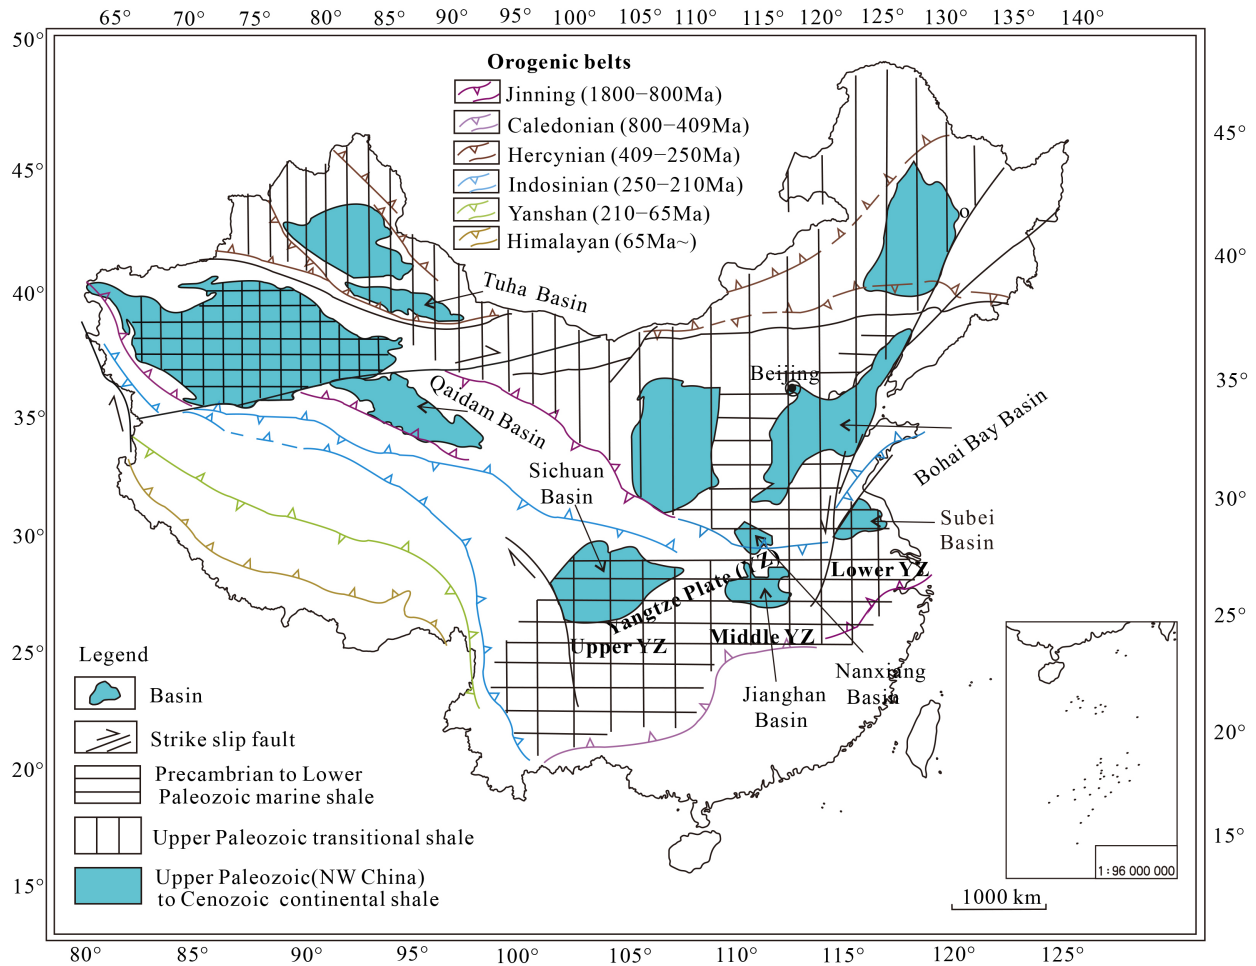 65° 70° 75° 80° 85° 90° 95° 100° 105° 110° 115° 120° 125° 130° 135° 140°
50°
45°
40°
35°
30°
25°
20°
15°
45°
40°
35°
30°
25°
20°
15°
Orogenic belts
Jinning (1800−800Ma)
Caledonian (800−409Ma)
Hercynian (409−250Ma)
Indosinian (250−210Ma)
Yanshan (210−65Ma)
Himalayan (65Ma~)
Tuha Basin
Qaidam Basin
Beijing
Bohai Bay Basin
Sichuan
Basin
Subei
Basin
Yangtze Plate (YZ)
Lower YZ
Upper YZ
Middle YZ
Nanxiang
Basin
Jianghan
Basin
Legend
Basin
Strike slip fault
Precambrian to Lower
Paleozoic marine shale
Upper Paleozoic transitional shale
Upper Paleozoic(NW China)
to Cenozoic continental shale
1:96 000 000
1000 km
80° 85° 90° 95° 100° 105° 110° 115° 120° 125°